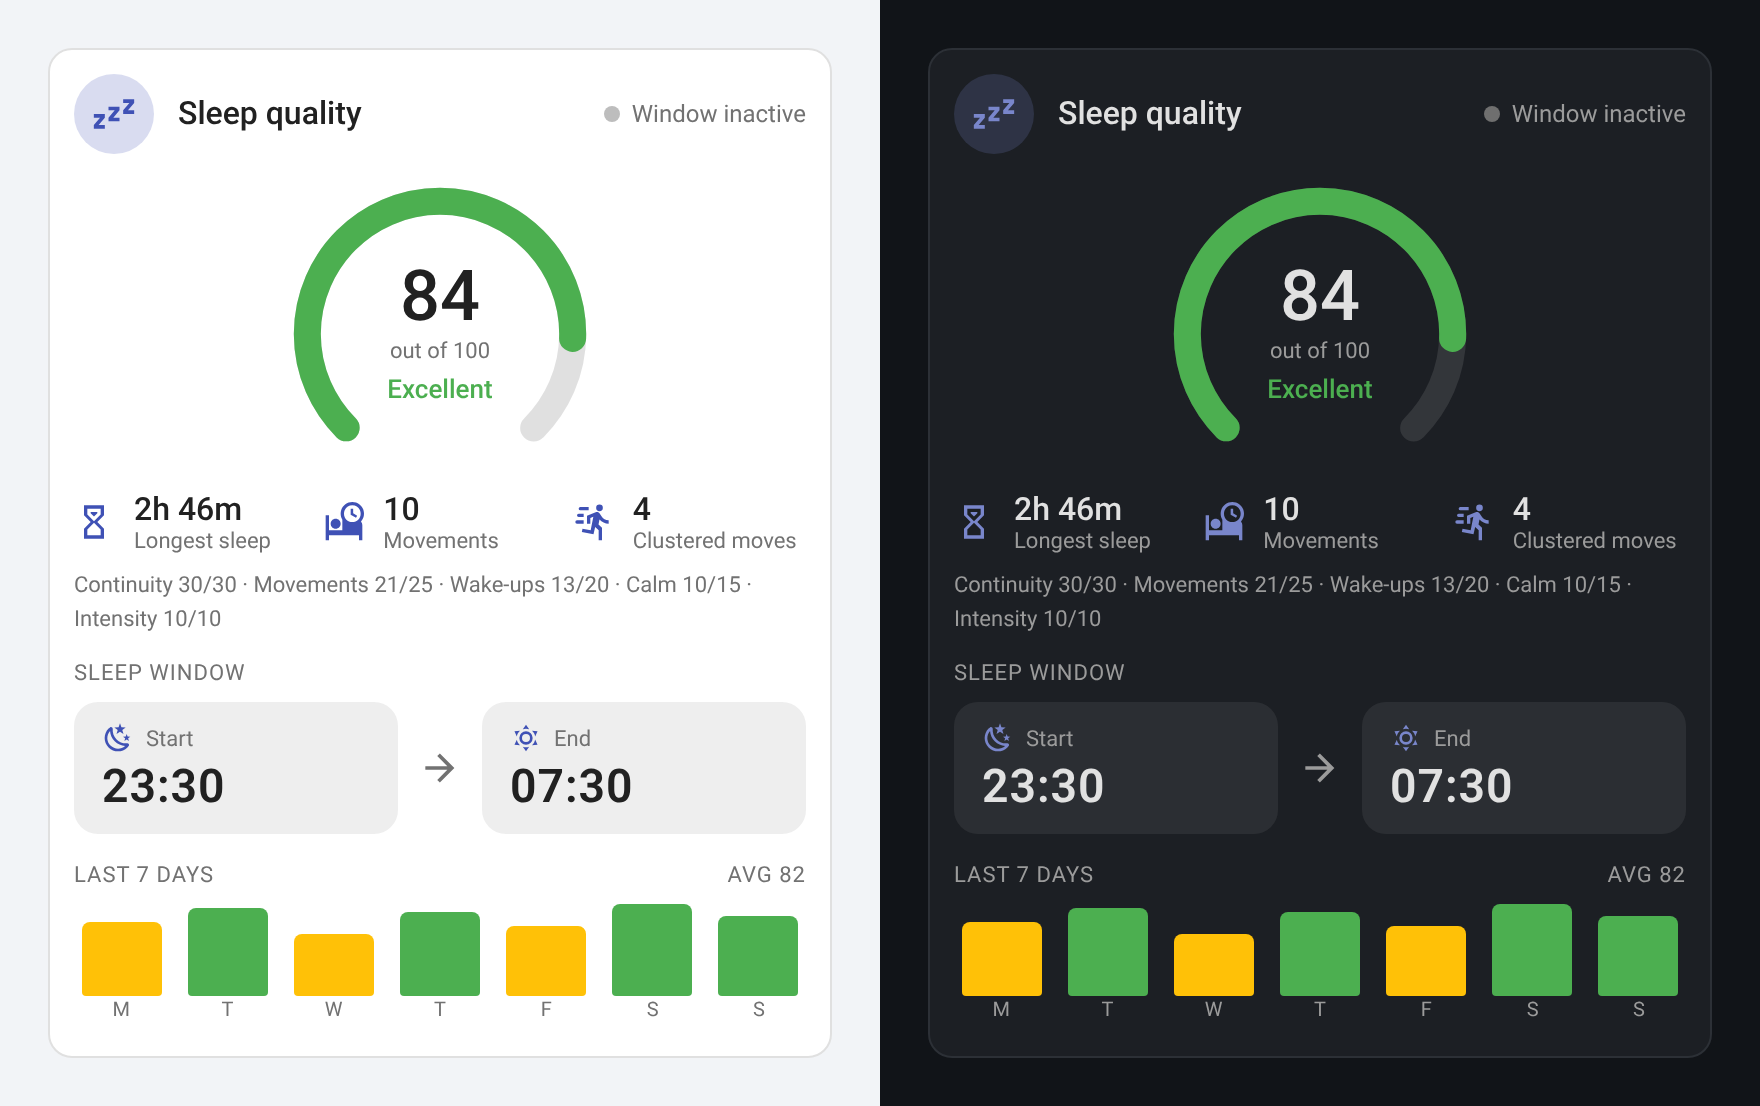 zzz
Sleep quality
Window inactive
84
out of 100
Excellent
2h 46m
Longest sleep
10
Movements
4
Clustered moves
Continuity 30/30 · Movements 21/25 · Wake-ups 13/20 · Calm 10/15 ·
Intensity 10/10
SLEEP WINDOW
Start
23:30
End
07:30
LAST 7 DAYS
AVG 82
M T W T F S S
zzz
Sleep quality
Window inactive
84
out of 100
Excellent
2h 46m
Longest sleep
10
Movements
4
Clustered moves
Continuity 30/30 · Movements 21/25 · Wake-ups 13/20 · Calm 10/15 ·
Intensity 10/10
SLEEP WINDOW
Start
23:30
End
07:30
LAST 7 DAYS
AVG 82
M T W T F S S